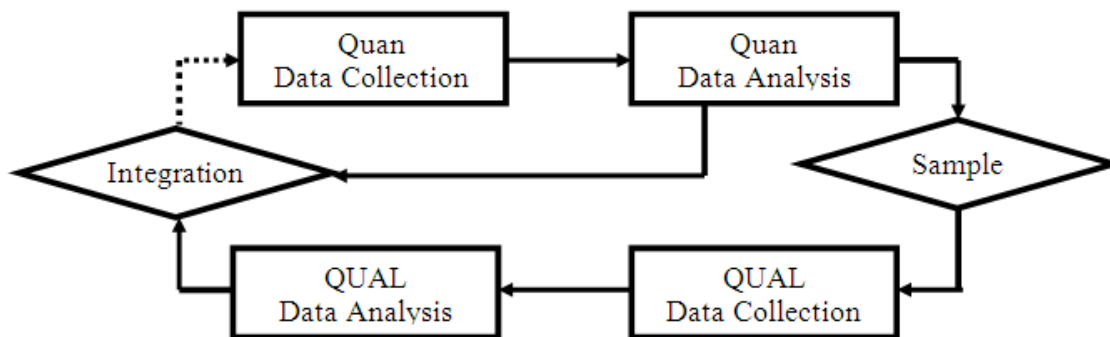 Quan
Data Collection
Quan
Data Analysis
Integration
Sample
QUAL
Data Analysis
QUAL
Data Collection